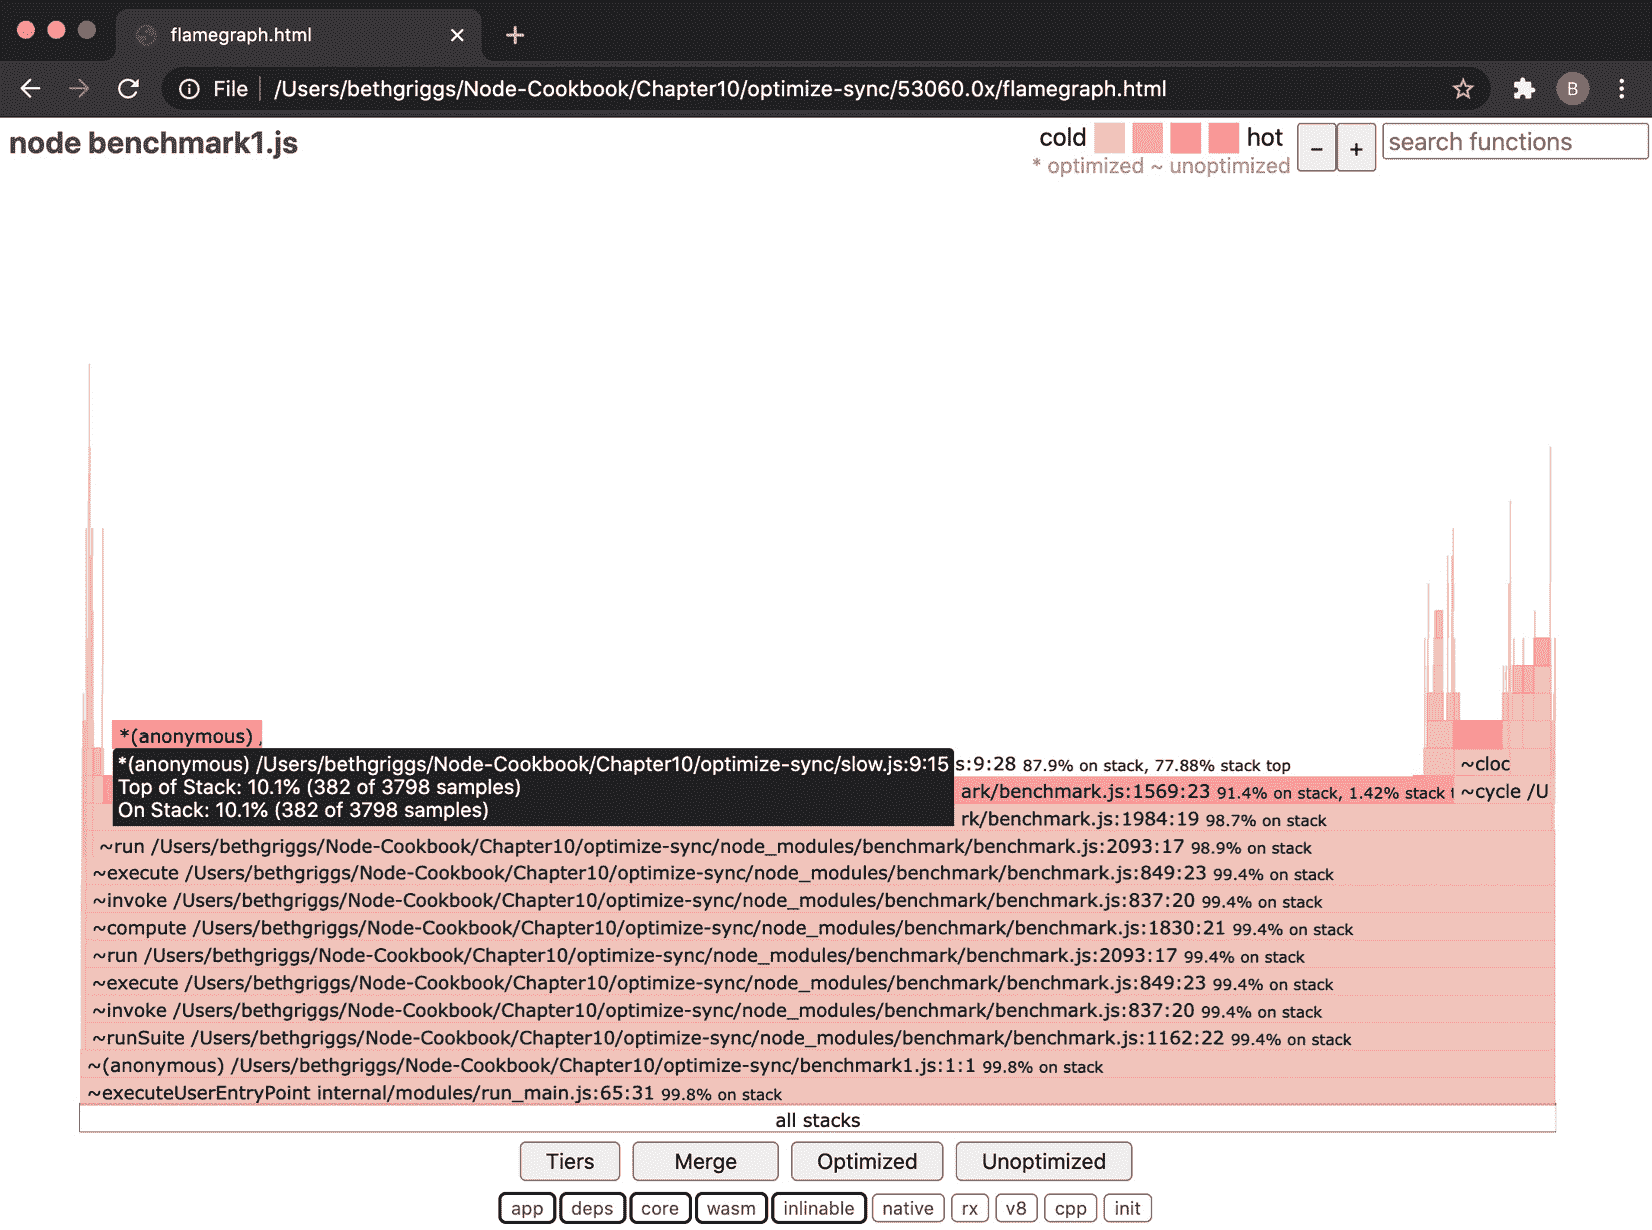 flamegraph.html
File /Users/bethgriggs/Node-Cookbook/Chapter10/optimize-sync/53060.0x/flamegraph.html B
node benchmark1.js
cold hot
* optimized ~ unoptimized
- +
search functions
*(anonymous)
*(anonymous) /Users/bethgriggs/Node-Cookbook/Chapter10/optimize-sync/slow.js:9:15
Top of Stack: 10.1% (382 of 3798 samples)
On Stack: 10.1% (382 of 3798 samples)
s:9:28 87.9% on stack, 77.88% stack top
~cloc
ark/benchmark.js:1569:23 91.4% on stack, 1.42% stack t
~cycle /U
rk/benchmark.js:1984:19 98.7% on stack
~run /Users/bethgriggs/Node-Cookbook/Chapter10/optimize-sync/node_modules/benchmark/benchmark.js:2093:17 98.9% on stack
~execute /Users/bethgriggs/Node-Cookbook/Chapter10/optimize-sync/node_modules/benchmark/benchmark.js:849:23 99.4% on stack
~invoke /Users/bethgriggs/Node-Cookbook/Chapter10/optimize-sync/node_modules/benchmark/benchmark.js:837:20 99.4% on stack
~compute /Users/bethgriggs/Node-Cookbook/Chapter10/optimize-sync/node_modules/benchmark/benchmark.js:1830:21 99.4% on stack
~run /Users/bethgriggs/Node-Cookbook/Chapter10/optimize-sync/node_modules/benchmark/benchmark.js:2093:17 99.4% on stack
~execute /Users/bethgriggs/Node-Cookbook/Chapter10/optimize-sync/node_modules/benchmark/benchmark.js:849:23 99.4% on stack
~invoke /Users/bethgriggs/Node-Cookbook/Chapter10/optimize-sync/node_modules/benchmark/benchmark.js:837:20 99.4% on stack
~runSuite /Users/bethgriggs/Node-Cookbook/Chapter10/optimize-sync/node_modules/benchmark/benchmark.js:1162:22 99.4% on stack
~(anonymous) /Users/bethgriggs/Node-Cookbook/Chapter10/optimize-sync/benchmark1.js:1:1 99.8% on stack
~executeUserEntryPoint internal/modules/run_main.js:65:31 99.8% on stack
all stacks
Tiers Merge Optimized Unoptimized
app deps core wasm inlinable native rx v8 cpp init